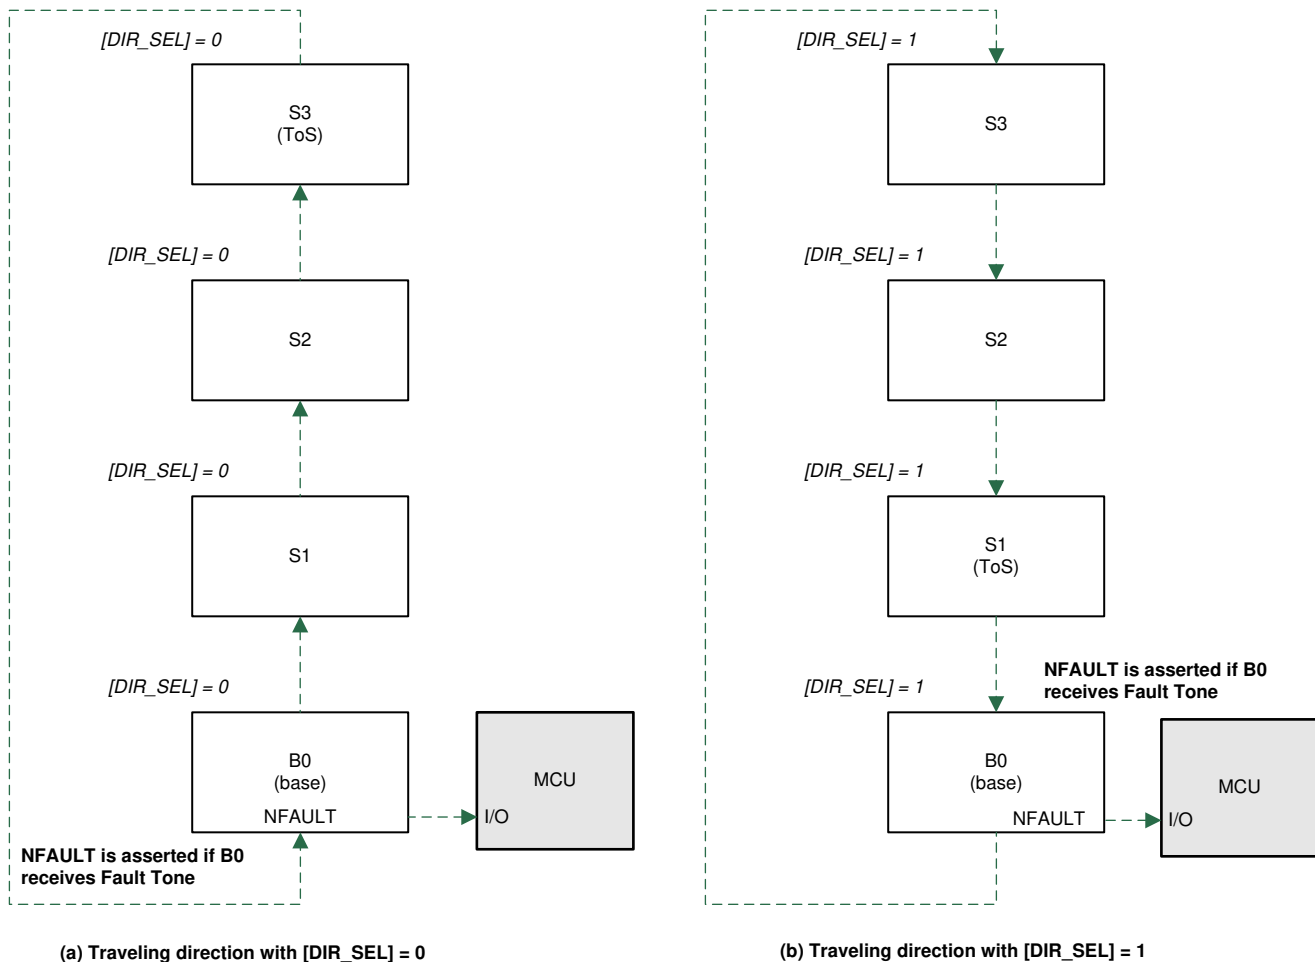 [DIR_SEL] = 0
S3
(ToS)
[DIR_SEL] = 0
S2
[DIR_SEL] = 0
S1
[DIR_SEL] = 0
B0
(base)
NFAULT
MCU
I/O
NFAULT is asserted if B0
receives Fault Tone
(a) Traveling direction with [DIR_SEL] = 0
[DIR_SEL] = 1
S3
[DIR_SEL] = 1
S2
[DIR_SEL] = 1
S1
(ToS)
NFAULT is asserted if B0
receives Fault Tone
[DIR_SEL] = 1
B0
(base)
NFAULT
MCU
I/O
(b) Traveling direction with [DIR_SEL] = 1